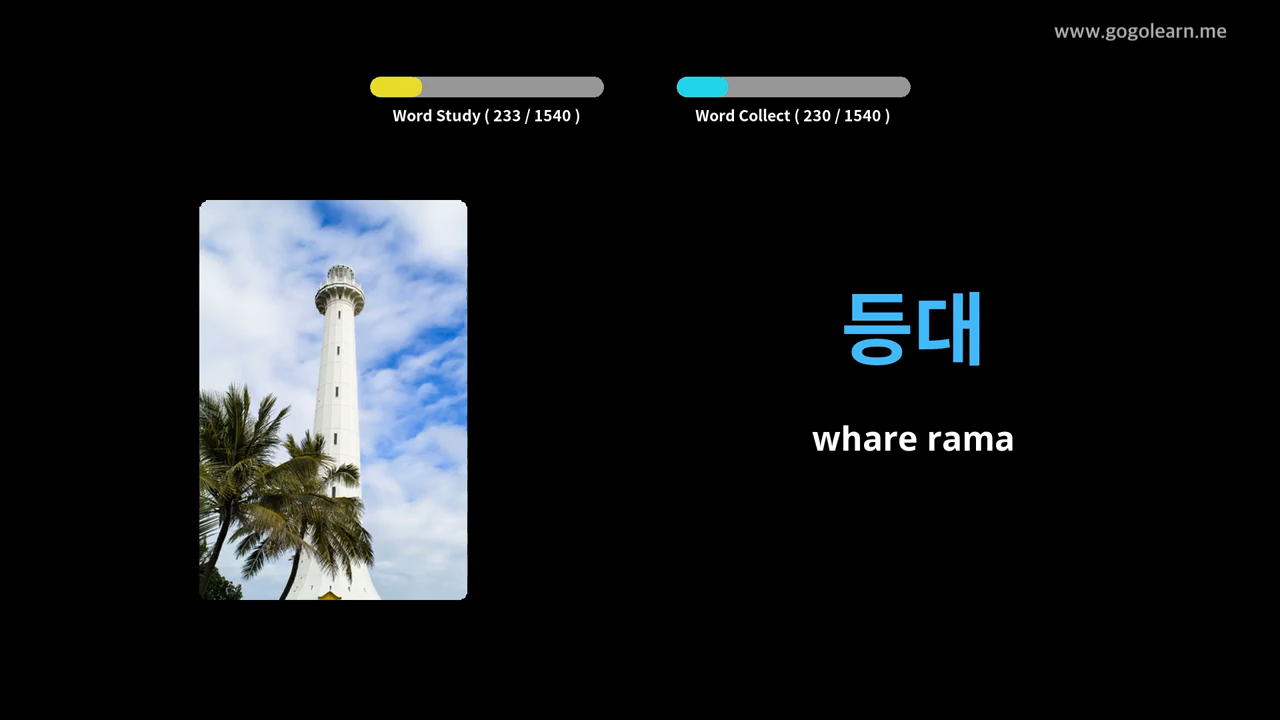 www.gogolearn.me
Word Study ( 233 / 1540 )
Word Collect ( 230 / 1540 )
등대
whare rama